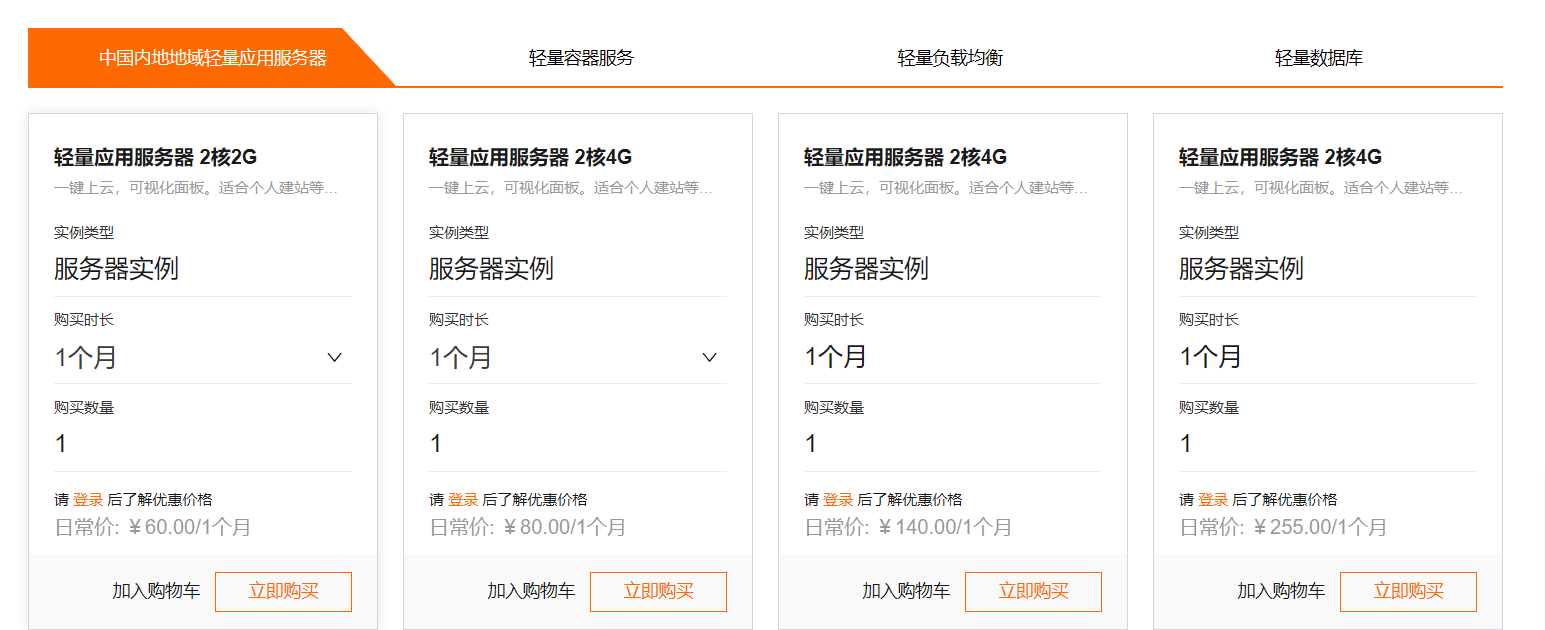 中国内地地域轻量应用服务器
轻量容器服务
轻量负载均衡
轻量数据库
轻量应用服务器 2核2G
一键上云，可视化面板。适合个人建站等...
实例类型
服务器实例
购买时长
1个月
购买数量
1
请 登录 后了解优惠价格
日常价: ￥60.00/1个月
加入购物车
立即购买
轻量应用服务器 2核4G
一键上云，可视化面板。适合个人建站等...
实例类型
服务器实例
购买时长
1个月
购买数量
1
请 登录 后了解优惠价格
日常价: ￥80.00/1个月
加入购物车
立即购买
轻量应用服务器 2核4G
一键上云，可视化面板。适合个人建站等...
实例类型
服务器实例
购买时长
1个月
购买数量
1
请 登录 后了解优惠价格
日常价: ￥140.00/1个月
加入购物车
立即购买
轻量应用服务器 2核4G
一键上云，可视化面板。适合个人建站等...
实例类型
服务器实例
购买时长
1个月
购买数量
1
请 登录 后了解优惠价格
日常价: ￥255.00/1个月
加入购物车
立即购买